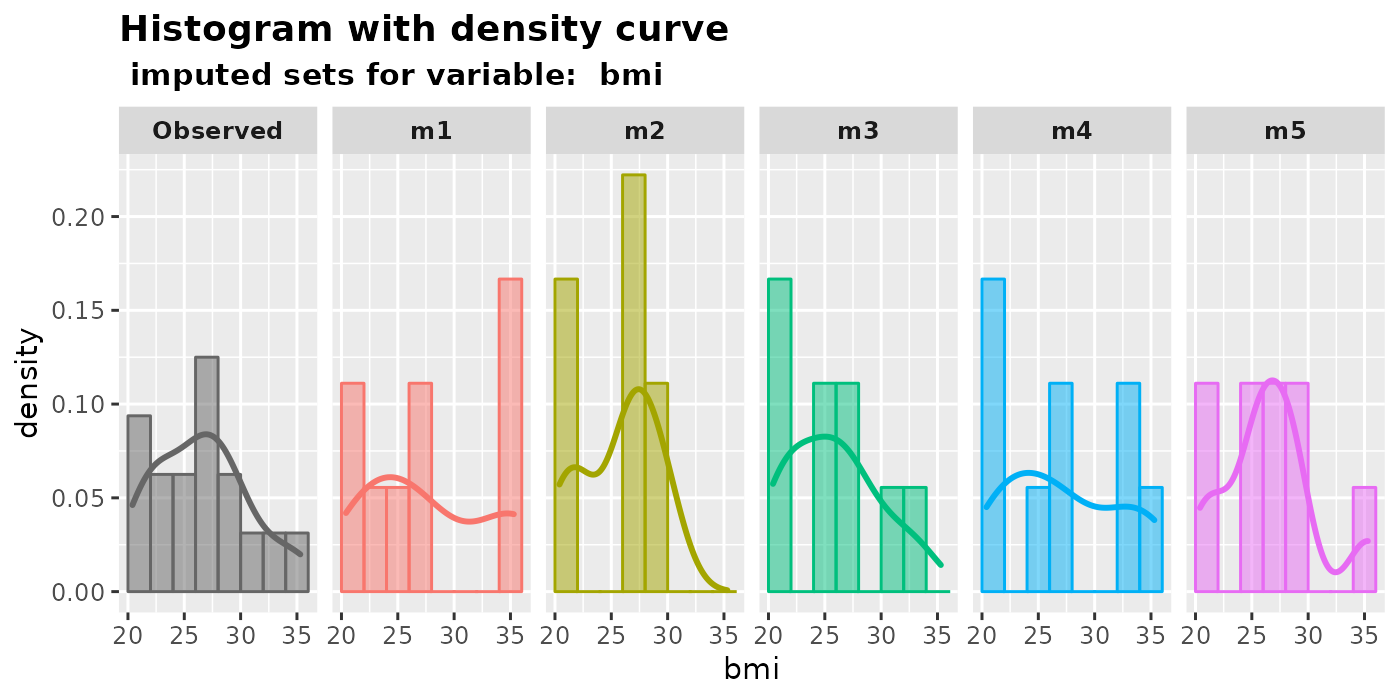 Histogram with density curve
imputed sets for variable:  bmi
Observed m1 m2 m3 m4 m5
density
0.20
0.15
0.10
0.05
0.00
20 25 30 35 20 25 30 35 20 25 30 35 20 25 30 35 20 25 30 35 20 25 30 35
bmi